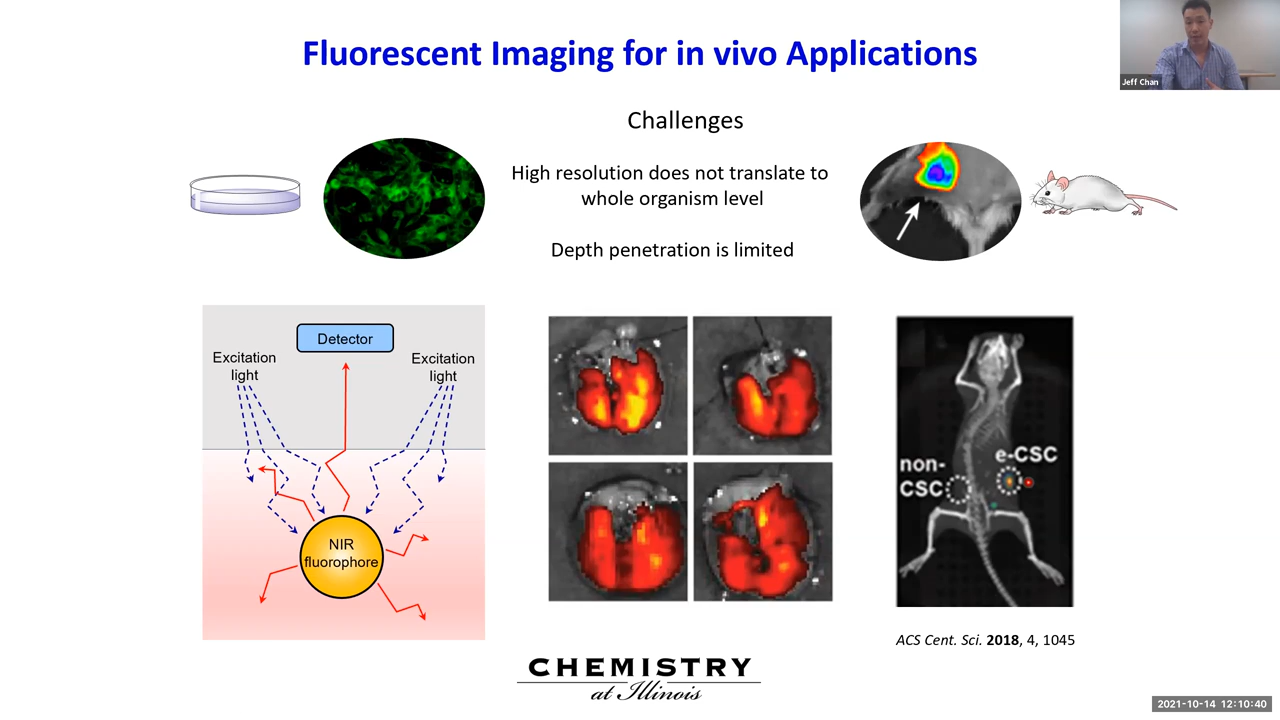 Fluorescent Imaging for in vivo Applications
Jeff Chan
Challenges
High resolution does not translate to
whole organism level
Depth penetration is limited
Detector
Excitation
light
Excitation
light
NIR
fluorophore
non-
CSC
e-CSC
ACS Cent. Sci. 2018, 4, 1045
CHEMISTRY
at Illinois
2021-10-14 12:10:40